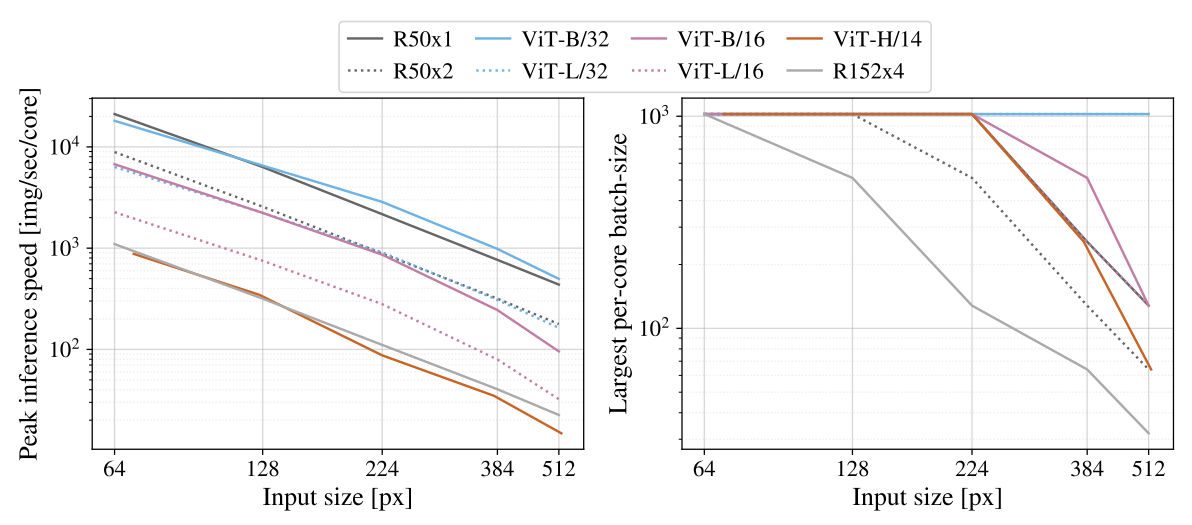 R50x1 ViT-B/32 ViT-B/16 ViT-H/14
R50x2 ViT-L/32 ViT-L/16 R152x4
Peak inference speed [img/sec/core]
10^4
10^3
10^2
64 128 224 384 512
Input size [px]
Largest per-core batch-size
10^3
10^2
64 128 224 384 512
Input size [px]